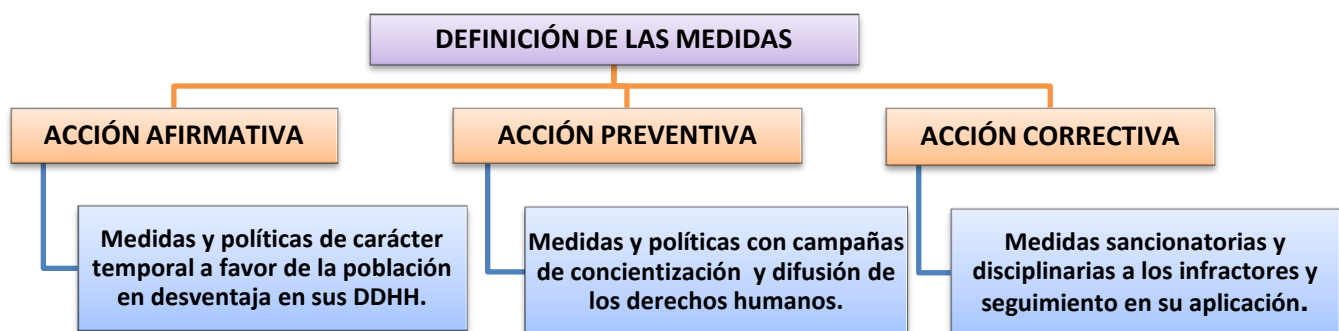 DEFINICIÓN DE LAS MEDIDAS
ACCIÓN AFIRMATIVA
Medidas y políticas de carácter
temporal a favor de la población
en desventaja en sus DDHH.
ACCIÓN PREVENTIVA
Medidas y políticas con campañas
de concientización y difusión de
los derechos humanos.
ACCIÓN CORRECTIVA
Medidas sancionatorias y
disciplinarias a los infractores y
seguimiento en su aplicación.